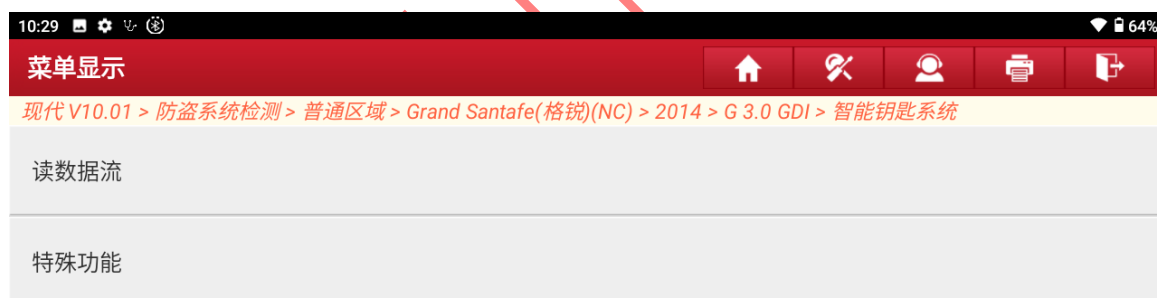 10:29 64%
菜单显示
现代 V10.01 > 防盗系统检测 > 普通区域 > Grand Santafe(格锐)(NC) > 2014 > G 3.0 GDI > 智能钥匙系统
读数据流
特殊功能